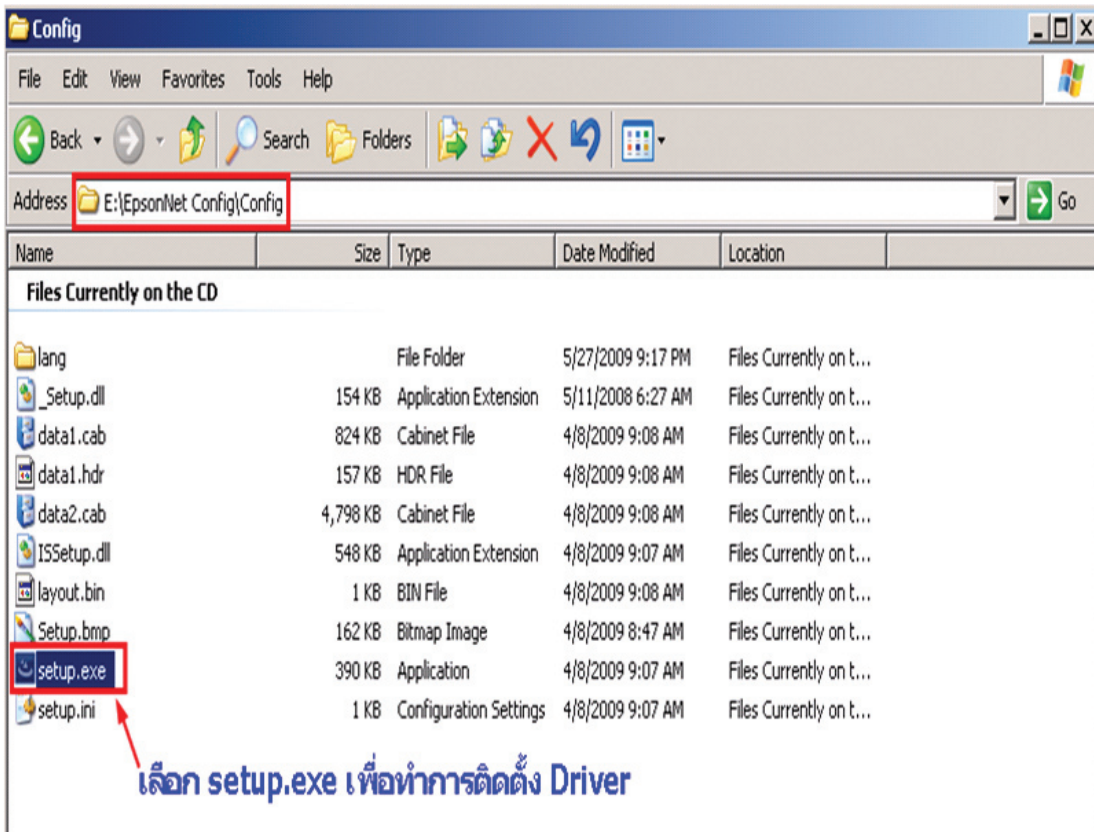 Config
File Edit View Favorites Tools Help
Back Search Folders
Address E:\EpsonNet Config\Config Go
Name Size Type Date Modified Location
Files Currently on the CD
lang File Folder 5/27/2009 9:17 PM Files Currently on t...
_Setup.dll 154 KB Application Extension 5/11/2008 6:27 AM Files Currently on t...
data1.cab 824 KB Cabinet File 4/8/2009 9:08 AM Files Currently on t...
data1.hdr 157 KB HDR File 4/8/2009 9:08 AM Files Currently on t...
data2.cab 4,798 KB Cabinet File 4/8/2009 9:08 AM Files Currently on t...
ISSetup.dll 548 KB Application Extension 4/8/2009 9:07 AM Files Currently on t...
layout.bin 1 KB BIN File 4/8/2009 9:08 AM Files Currently on t...
Setup.bmp 162 KB Bitmap Image 4/8/2009 8:47 AM Files Currently on t...
setup.exe 390 KB Application 4/8/2009 9:07 AM Files Currently on t...
setup.ini 1 KB Configuration Settings 4/8/2009 9:07 AM Files Currently on t...
เลือก setup.exe เพื่อทำการติดตั้ง Driver